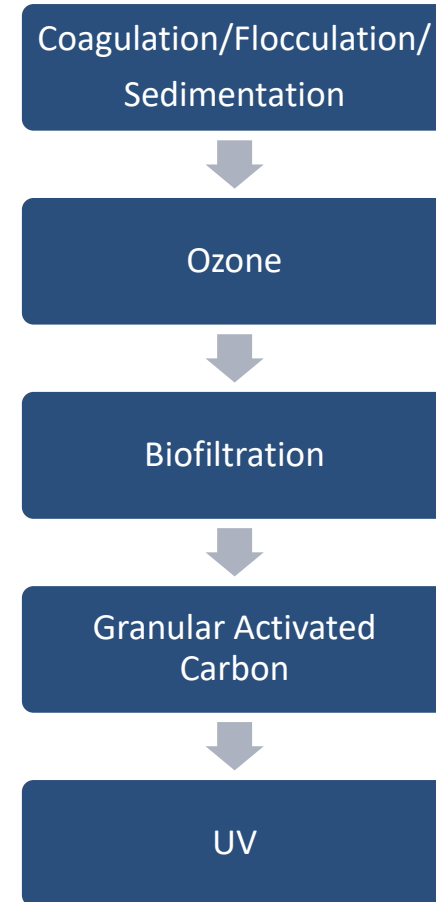 Coagulation/Flocculation/
Sedimentation
Ozone
Biofiltration
Granular Activated
Carbon
UV